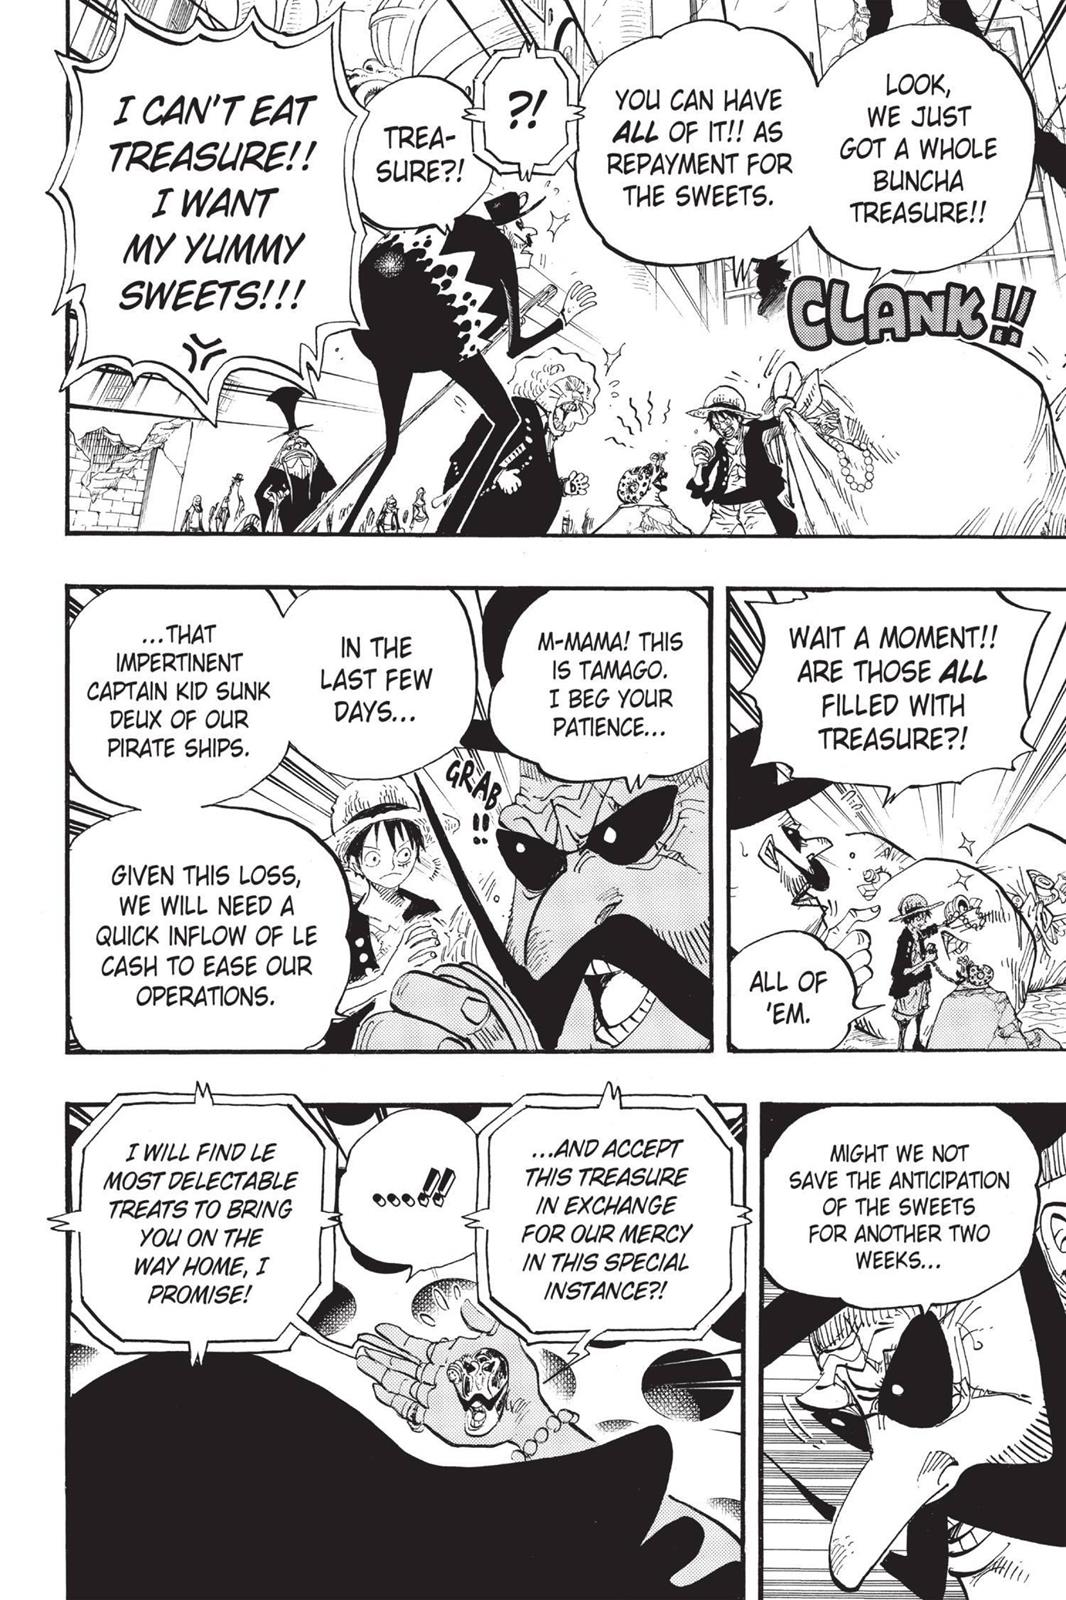 LOOK,
WE JUST
GOT A WHOLE
BUNCHA
TREASURE!!
YOU CAN HAVE
ALL OF IT!! AS
REPAYMENT FOR
THE SWEETS.
CLANK!!
?!
TREA-
SURE?!
I CAN'T EAT
TREASURE!!
I WANT
MY YUMMY
SWEETS!!!
WAIT A MOMENT!!
ARE THOSE ALL
FILLED WITH
TREASURE?!
ALL OF
'EM.
M-MAMA! THIS
IS TAMAGO.
I BEG YOUR
PATIENCE...
GRAB!!
IN THE
LAST FEW
DAYS...
...THAT
IMPERTINENT
CAPTAIN KID SUNK
DEUX OF OUR
PIRATE SHIPS.
GIVEN THIS LOSS,
WE WILL NEED A
QUICK INFLOW OF LE
CASH TO EASE OUR
OPERATIONS.
MIGHT WE NOT
SAVE THE ANTICIPATION
OF THE SWEETS
FOR ANOTHER TWO
WEEKS...
...AND ACCEPT
THIS TREASURE
IN EXCHANGE
FOR OUR MERCY
IN THIS SPECIAL
INSTANCE?!
....!!
I WILL FIND LE
MOST DELECTABLE
TREATS TO BRING
YOU ON THE
WAY HOME, I
PROMISE!